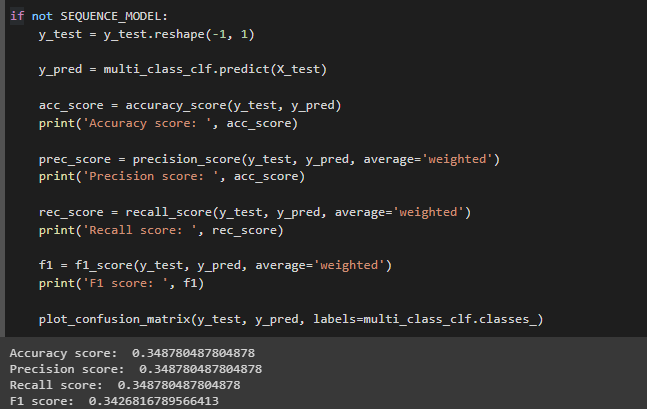 if not SEQUENCE_MODEL:
    y_test = y_test.reshape(-1, 1)

    y_pred = multi_class_clf.predict(X_test)

    acc_score = accuracy_score(y_test, y_pred)
    print('Accuracy score: ', acc_score)

    prec_score = precision_score(y_test, y_pred, average='weighted')
    print('Precision score: ', acc_score)

    rec_score = recall_score(y_test, y_pred, average='weighted')
    print('Recall score: ', rec_score)

    f1 = f1_score(y_test, y_pred, average='weighted')
    print('F1 score: ', f1)

    plot_confusion_matrix(y_test, y_pred, labels=multi_class_clf.classes_)

Accuracy score:  0.348780487804878
Precision score:  0.348780487804878
Recall score:  0.348780487804878
F1 score:  0.3426816789566413